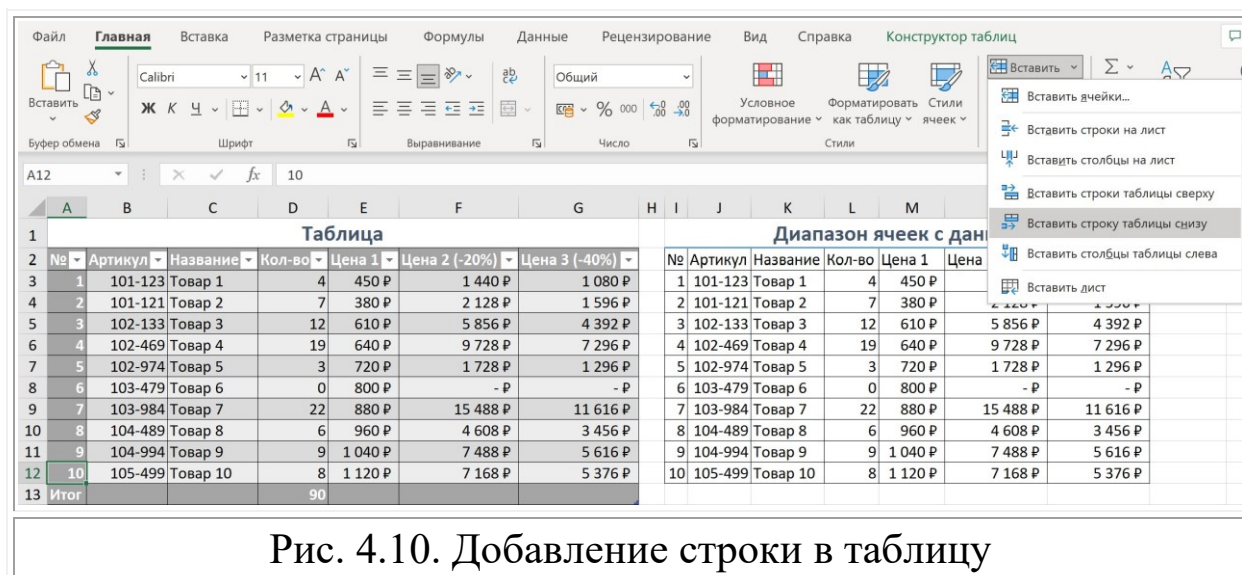 Файл Главная Вставка Разметка страницы Формулы Данные Рецензирование Вид Справка Конструктор таблиц
Вставить Calibri 11 A A Общий Вставить Σ
Ж К Ч А % 000 Условное форматирование Форматировать как таблицу Стили ячеек
Буфер обмена Шрифт Выравнивание Число Стили
Вставить ячейки...
Вставить строки на лист
Вставить столбцы на лист
Вставить строки таблицы сверху
Вставить строку таблицы снизу
Вставить столбцы таблицы слева
Вставить лист
A12 fx 10
A B C D E F G H I J K L M
1 Таблица Диапазон ячеек с
2 № Артикул Название Кол-во Цена 1 Цена 2 (-20%) Цена 3 (-40%) № Артикул Название Кол-во Цена 1 Цена
3 1 101-123 Товар 1 4 450 ₽ 1 440 ₽ 1 080 ₽ 1 101-123 Товар 1 4 450 ₽
4 2 101-121 Товар 2 7 380 ₽ 2 128 ₽ 1 596 ₽ 2 101-121 Товар 2 7 380 ₽
5 3 102-133 Товар 3 12 610 ₽ 5 856 ₽ 4 392 ₽ 3 102-133 Товар 3 12 610 ₽ 5 856 ₽ 4 392 ₽
6 4 102-469 Товар 4 19 640 ₽ 9 728 ₽ 7 296 ₽ 4 102-469 Товар 4 19 640 ₽ 9 728 ₽ 7 296 ₽
7 5 102-974 Товар 5 3 720 ₽ 1 728 ₽ 1 296 ₽ 5 102-974 Товар 5 3 720 ₽ 1 728 ₽ 1 296 ₽
8 6 103-479 Товар 6 0 800 ₽ - ₽ - ₽ 6 103-479 Товар 6 0 800 ₽ - ₽ - ₽
9 7 103-984 Товар 7 22 880 ₽ 15 488 ₽ 11 616 ₽ 7 103-984 Товар 7 22 880 ₽ 15 488 ₽ 11 616 ₽
10 8 104-489 Товар 8 6 960 ₽ 4 608 ₽ 3 456 ₽ 8 104-489 Товар 8 6 960 ₽ 4 608 ₽ 3 456 ₽
11 9 104-994 Товар 9 9 1 040 ₽ 7 488 ₽ 5 616 ₽ 9 104-994 Товар 9 9 1 040 ₽ 7 488 ₽ 5 616 ₽
12 10 105-499 Товар 10 8 1 120 ₽ 7 168 ₽ 5 376 ₽ 10 105-499 Товар 10 8 1 120 ₽ 7 168 ₽ 5 376 ₽
13 Итог 90
Рис. 4.10. Добавление строки в таблицу